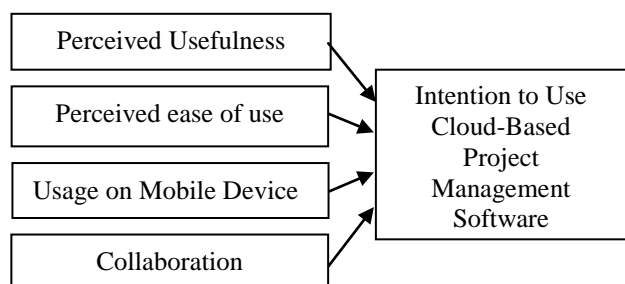 Perceived Usefulness
Perceived ease of use
Usage on Mobile Device
Collaboration
Intention to Use
Cloud-Based
Project
Management
Software